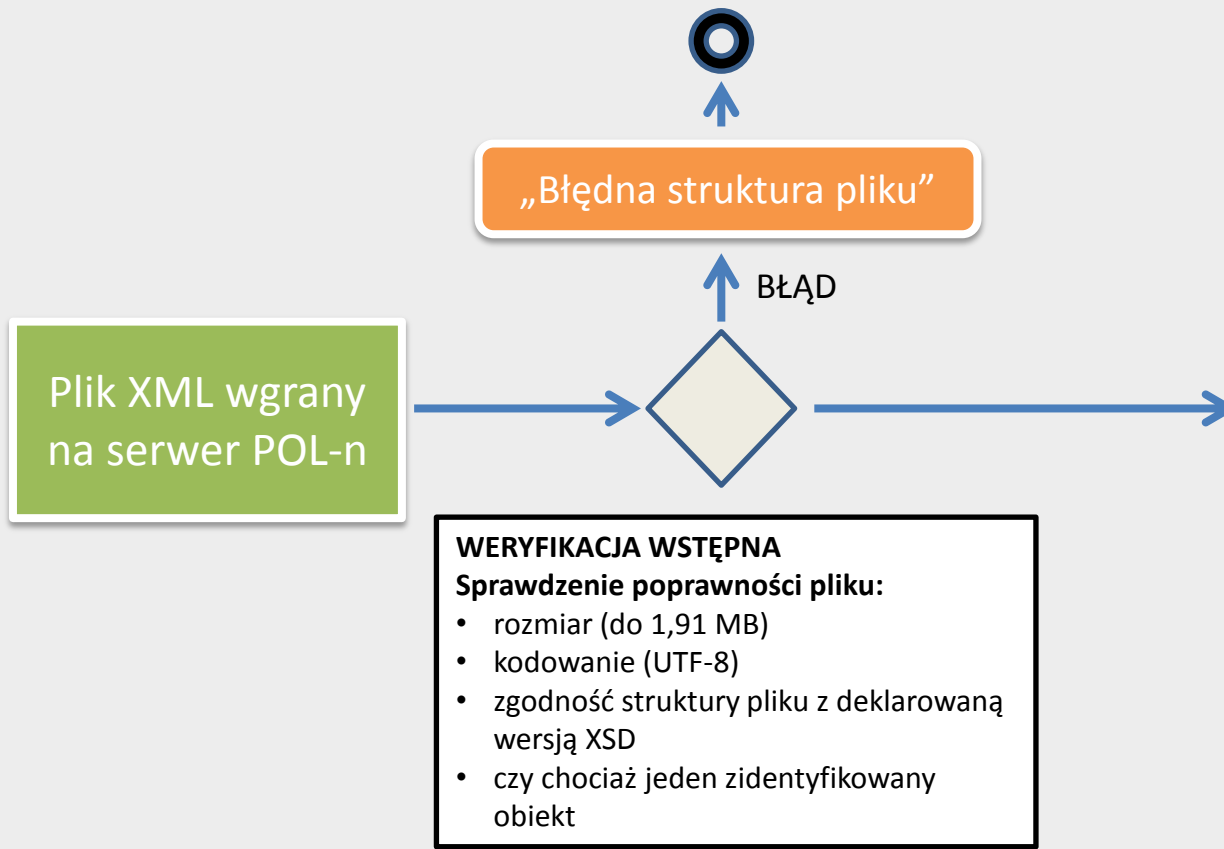 „Błędna struktura pliku”
BŁĄD
Plik XML wgrany
na serwer POL-n
WERYFIKACJA WSTĘPNA
Sprawdzenie poprawności pliku:
• rozmiar (do 1,91 MB)
• kodowanie (UTF-8)
• zgodność struktury pliku z deklarowaną
wersją XSD
• czy chociaż jeden zidentyfikowany
obiekt